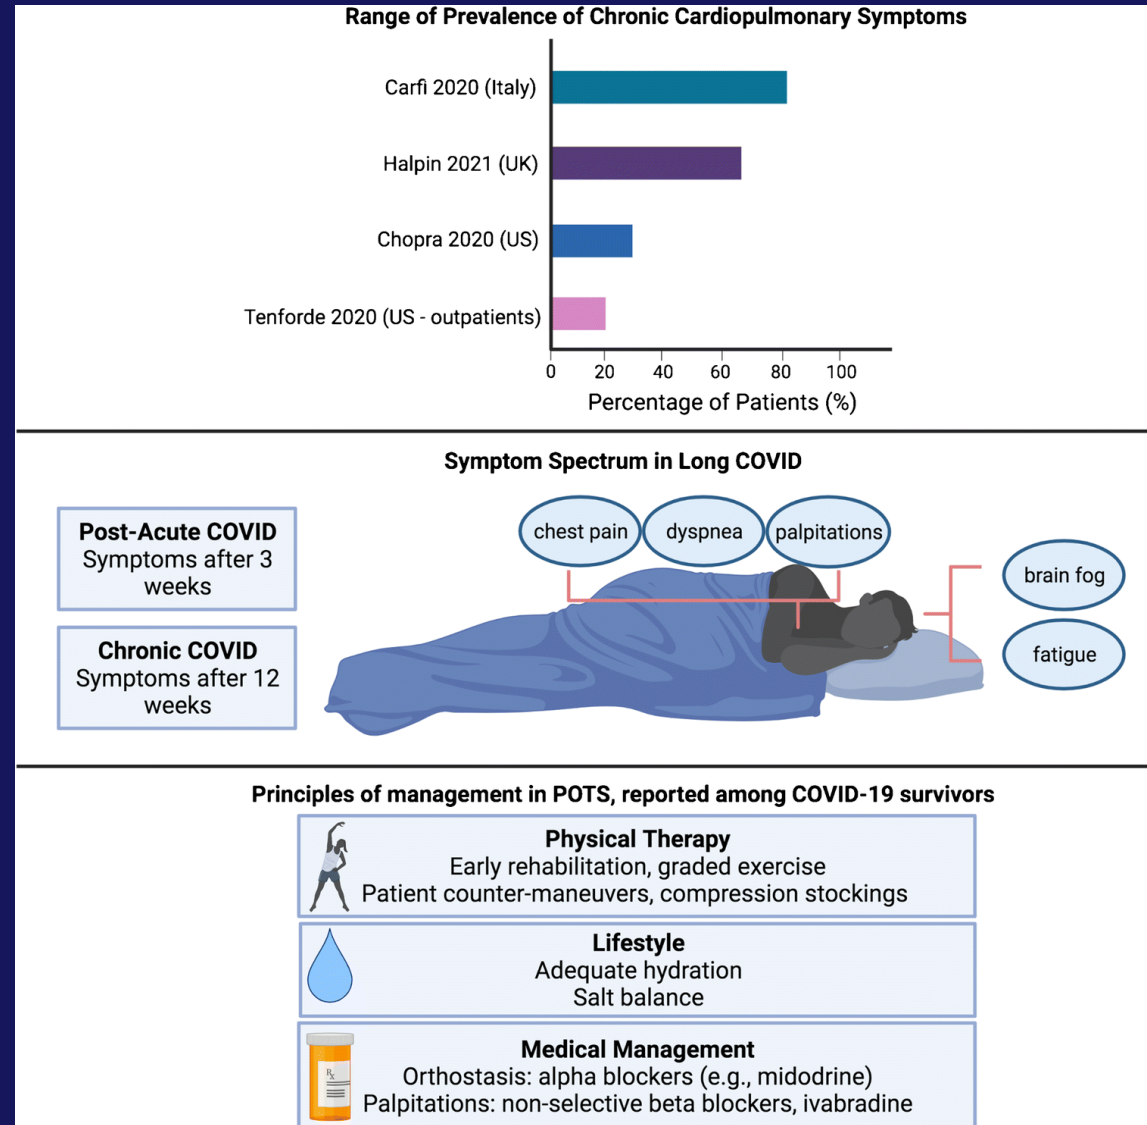 Range of Prevalence of Chronic Cardiopulmonary Symptoms
Carfi 2020 (Italy)
Halpin 2021 (UK)
Chopra 2020 (US)
Tenforde 2020 (US - outpatients)
0 20 40 60 80 100
Percentage of Patients (%)
Symptom Spectrum in Long COVID
Post-Acute COVID
Symptoms after 3
weeks
Chronic COVID
Symptoms after 12
weeks
chest pain
dyspnea
palpitations
brain fog
fatigue
Principles of management in POTS, reported among COVID-19 survivors
Physical Therapy
Early rehabilitation, graded exercise
Patient counter-maneuvers, compression stockings
Lifestyle
Adequate hydration
Salt balance
Rx
Medical Management
Orthostasis: alpha blockers (e.g., midodrine)
Palpitations: non-selective beta blockers, ivabradine